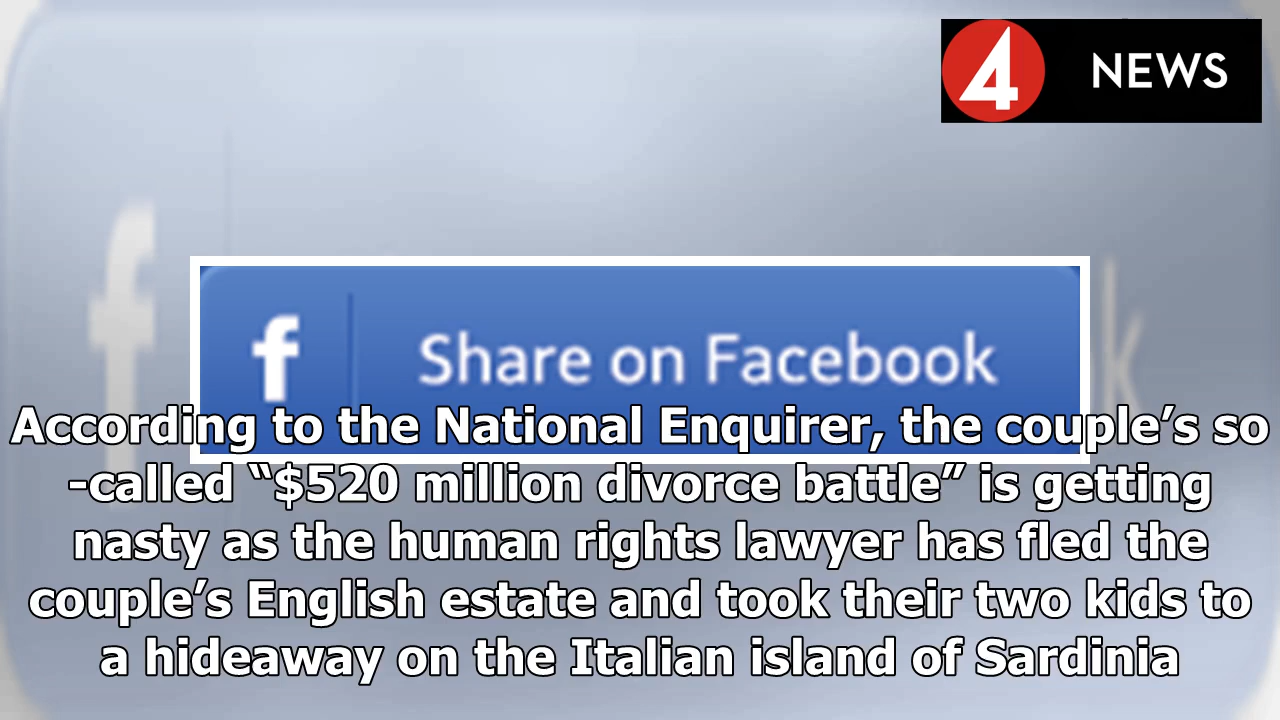 4 NEWS
f Share on Facebook
f k
According to the National Enquirer, the couple’s so
-called “$520 million divorce battle” is getting
nasty as the human rights lawyer has fled the
couple’s English estate and took their two kids to
a hideaway on the Italian island of Sardinia